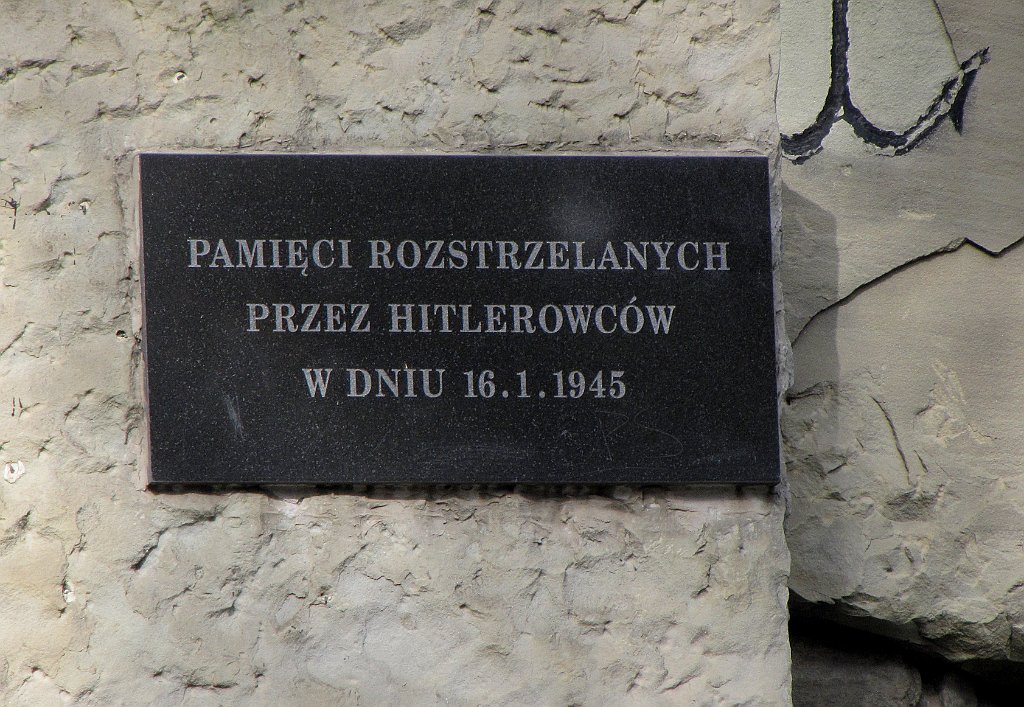 PAMIĘCI ROZSTRZELANYCH
PRZEZ HITLEROWCÓW
W DNIU 16.1.1945